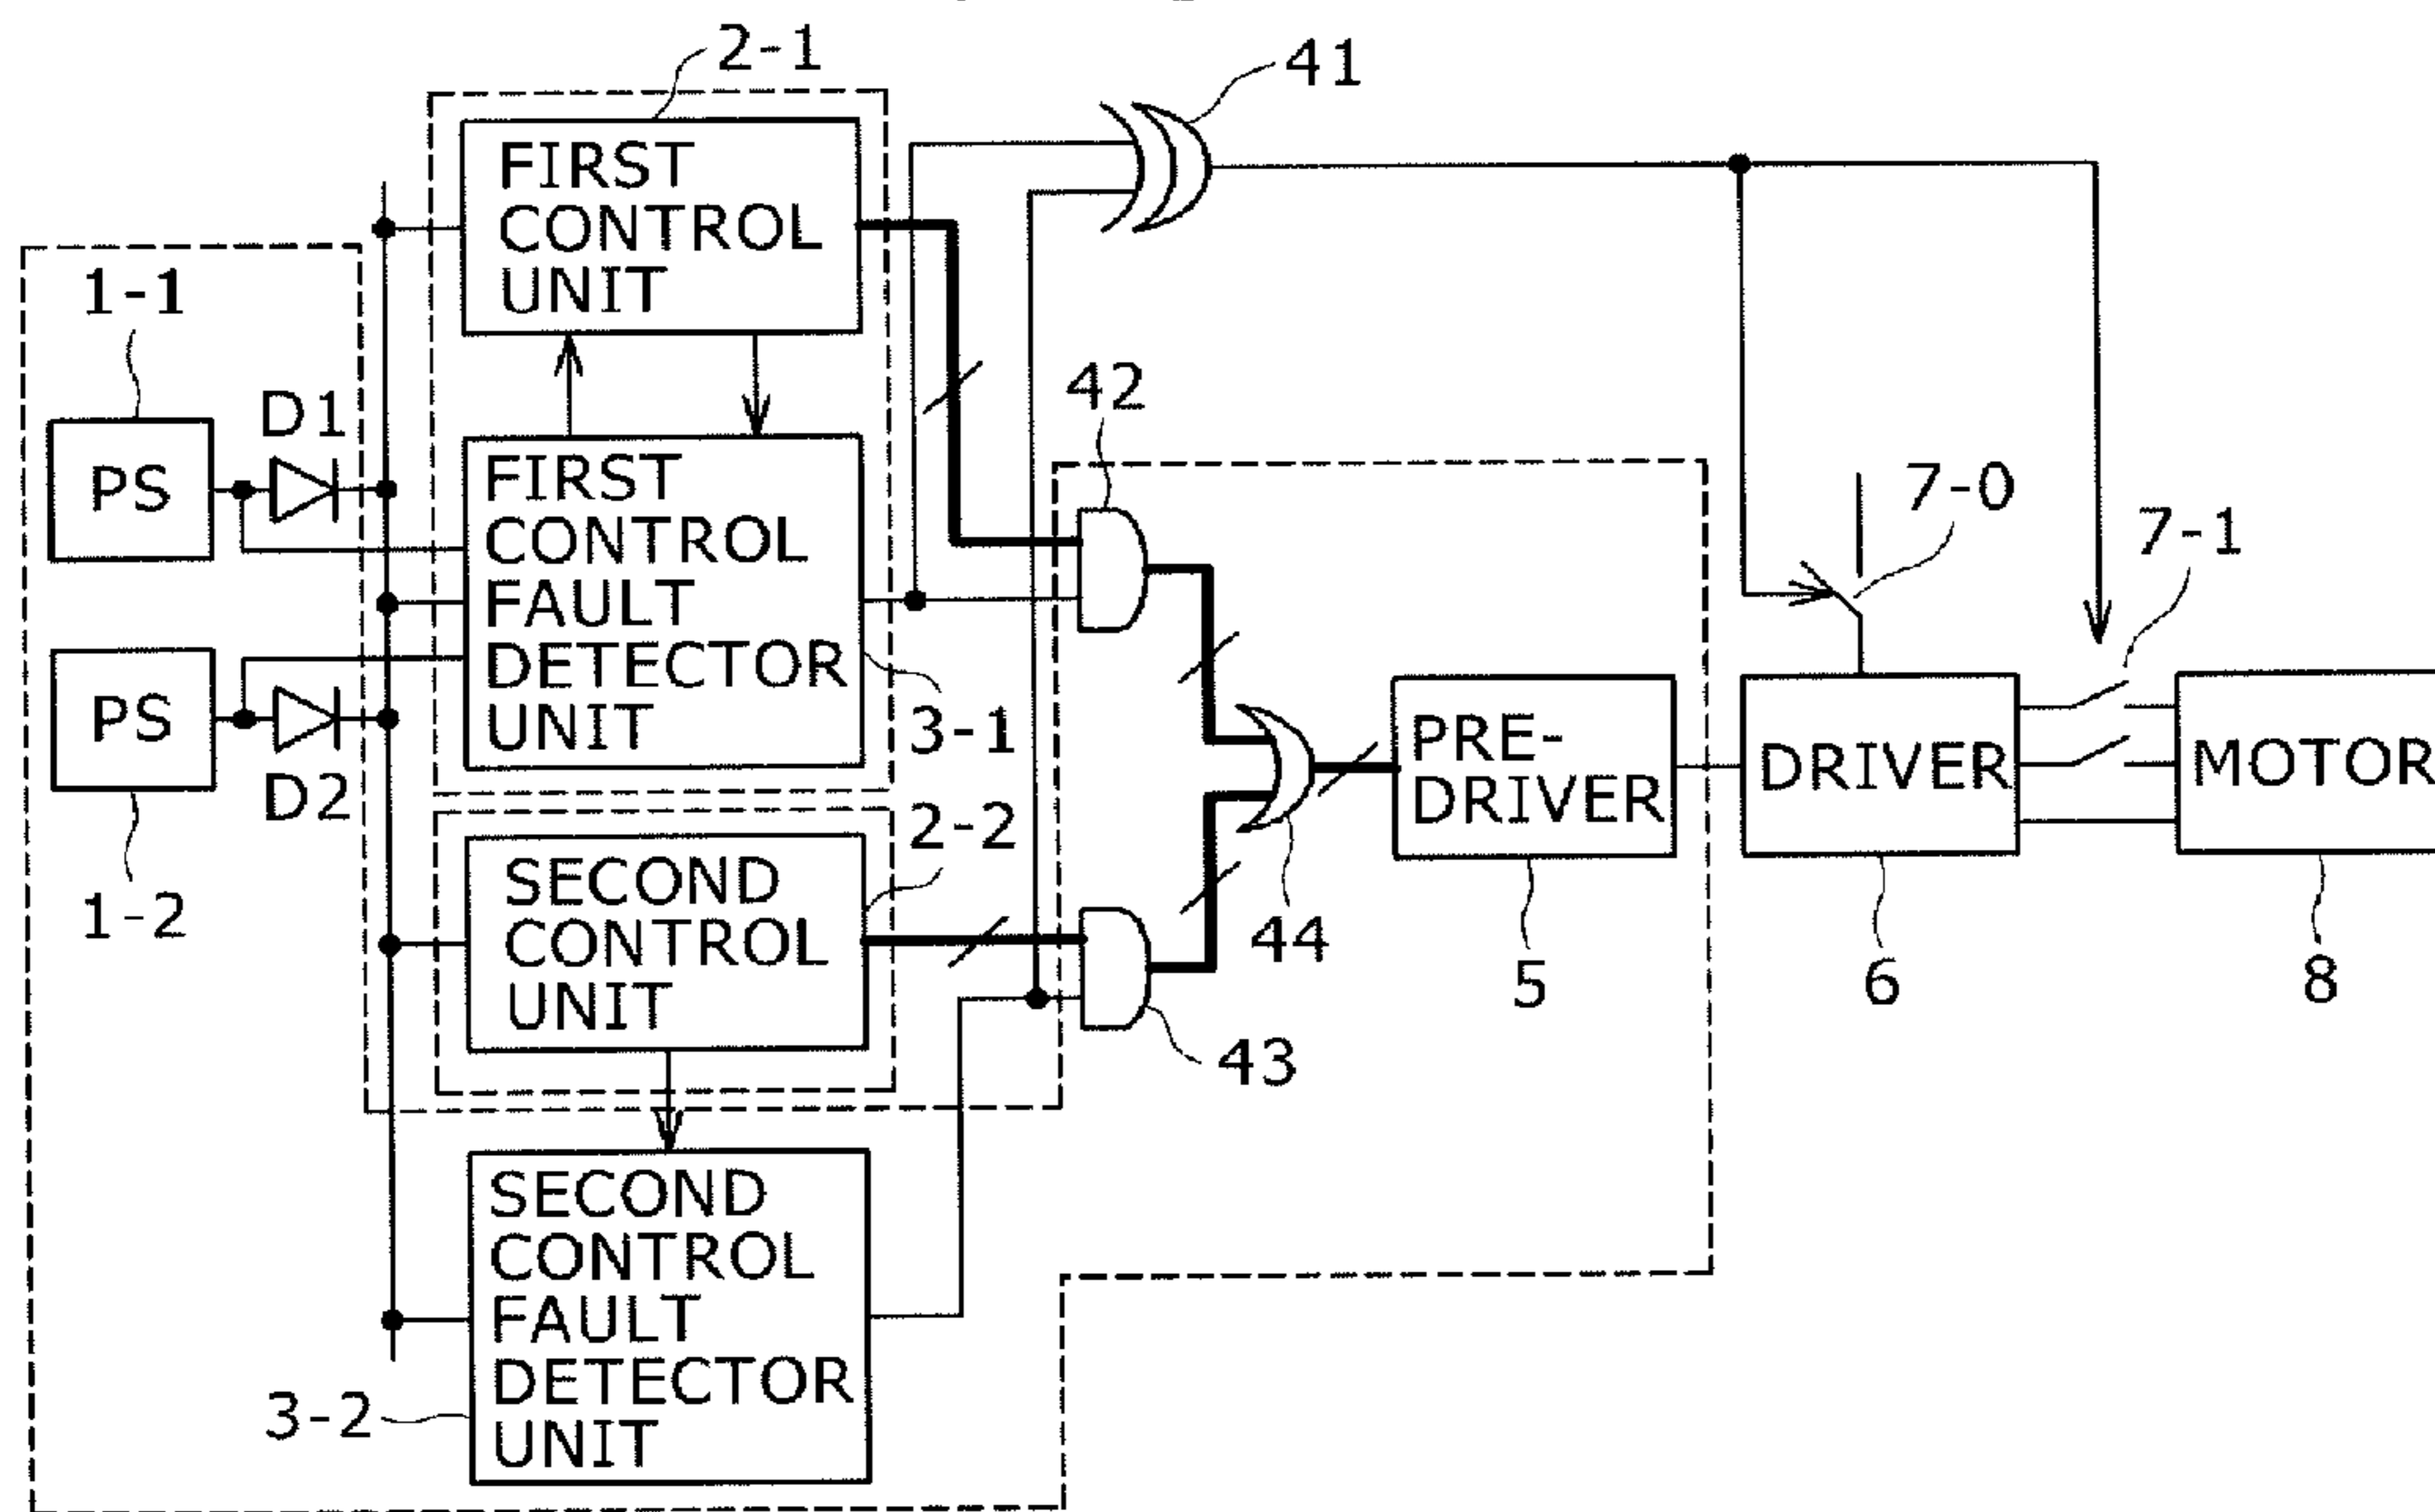 2-1
41
FIRST
CONTROL
UNIT
1-1
D1
PS
42
FIRST
CONTROL
FAULT
DETECTOR
UNIT
3-1
7-0
7-1
PS
D2
1-2
PRE-
DRIVER
DRIVER
MOTOR
2-2
SECOND
CONTROL
UNIT
44
5
6
8
43
SECOND
CONTROL
FAULT
DETECTOR
UNIT
3-2